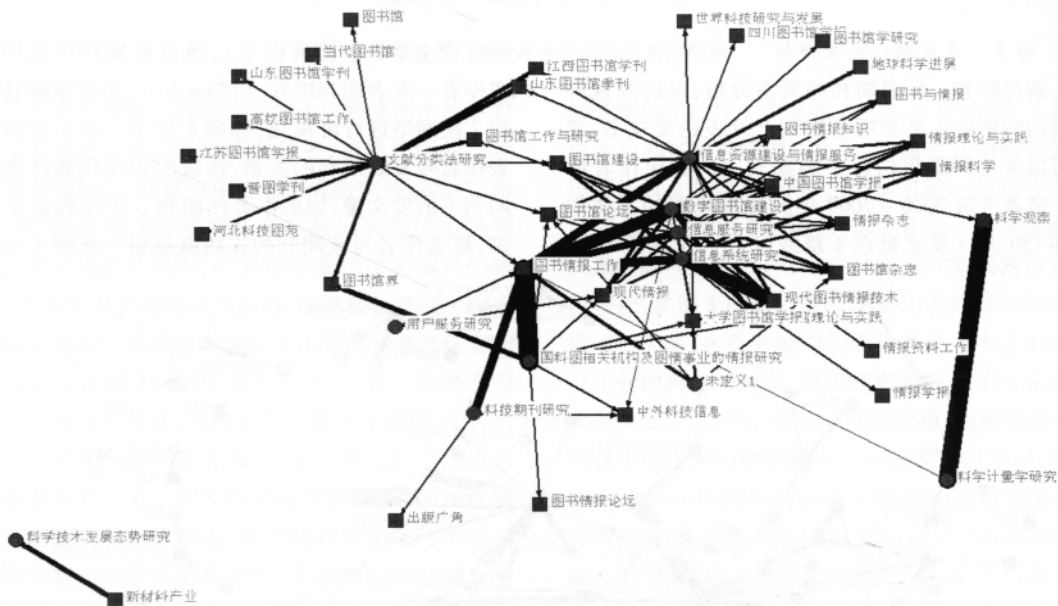 图书馆
世界科技研究与发展
四川图书馆学报
图书馆学研究
当代图书馆
地球科学进展
江西图书馆学刊
山东图书馆学刊
山东图书馆季刊
图书与情报
高校图书馆工作
图书馆工作与研究
图书情报知识
情报理论与实践
江苏图书馆学报
文献分类法研究
图书馆建设
信息资源建设与情报服务
情报科学
晋图学刊
中国图书馆学报
河北科技图苑
图书馆论坛
数字图书馆建设
情报杂志
科学观察
信息服务研究
信息系统研究
图书情报工作
图书馆杂志
图书馆界
现代情报
现代图书情报技术
用户服务研究
大学图书馆学报
理论与实践
国科图相关机构及图情事业的情报研究
情报资料工作
未定义1
情报学报
科技期刊研究
中外科技信息
科学计量学研究
图书情报论坛
出版广角
科学技术发展态势研究
新材料产业